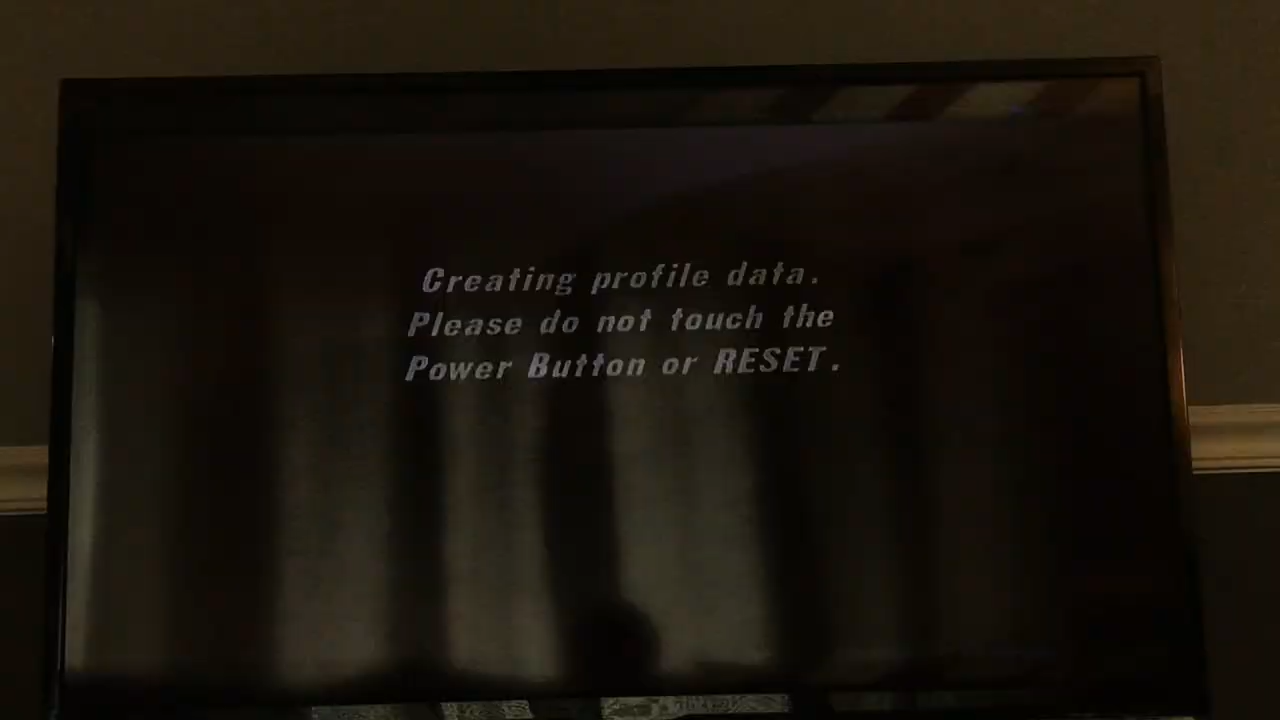 Creating profile data.
Please do not touch the
Power Button or RESET.